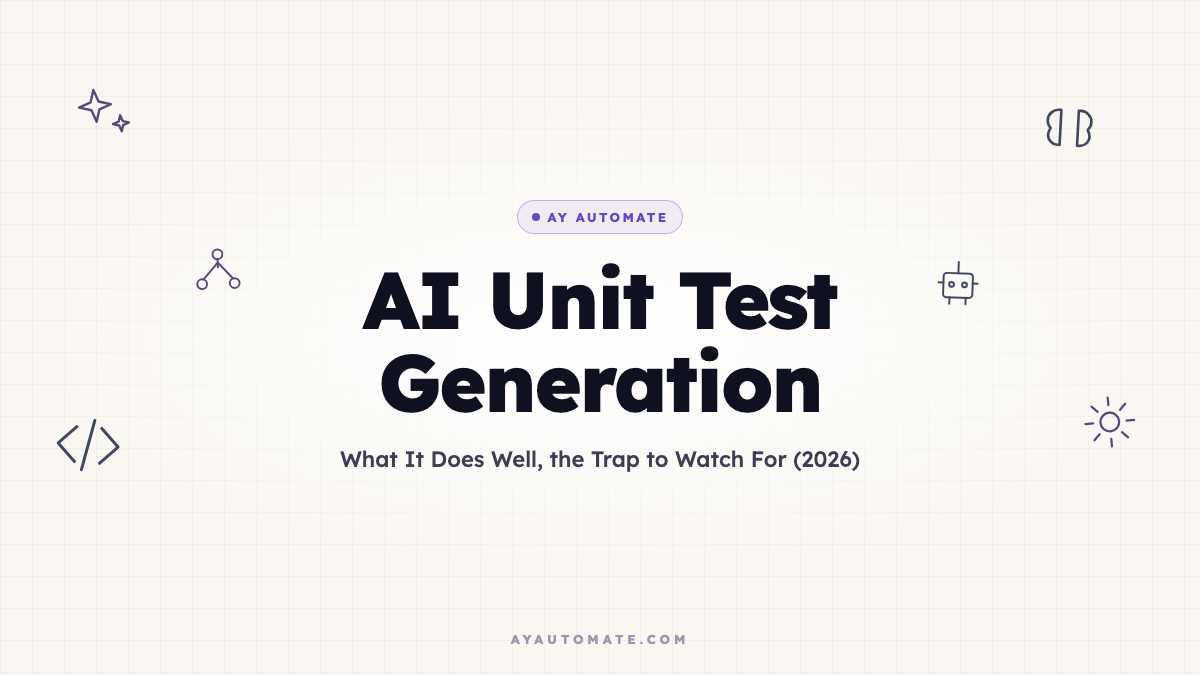 AY AUTOMATE
AI Unit Test
Generation
What It Does Well, the Trap to Watch For (2026)
AYAUTOMATE.COM